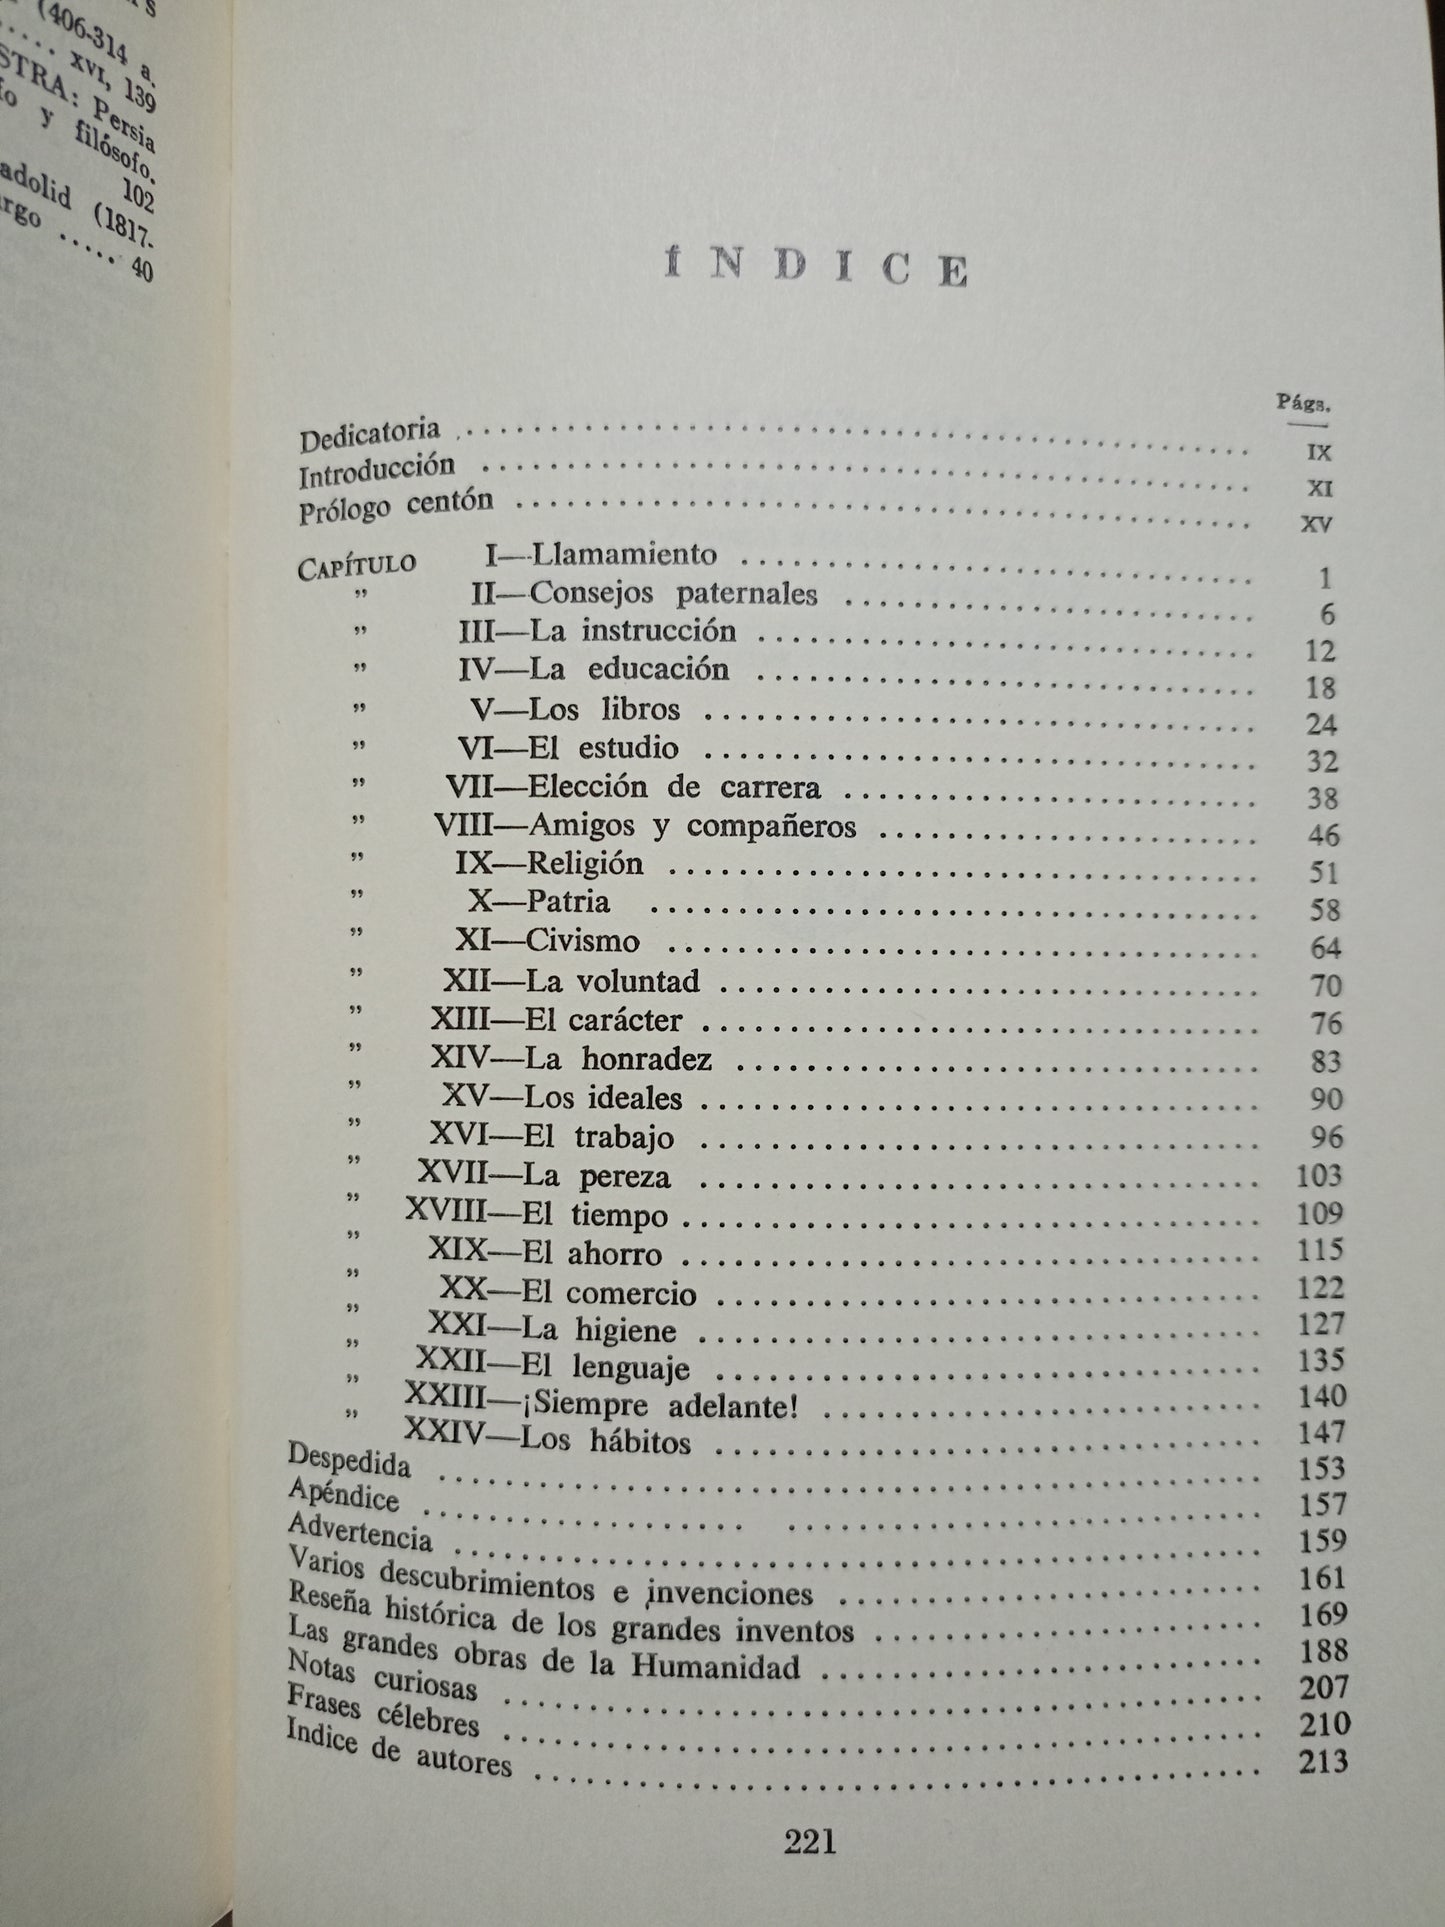 (406-314 a.
..... XVI, 139
STRA: Persia
y filósofo.
102
adolid (1817-
..... 40
ÍNDICE
Págs.
Dedicatoria ........ IX
Introducción ........ XI
Prólogo centón ........ XV
CAPÍTULO I—Llamamiento ........ 1
” II—Consejos paternales ........ 6
” III—La instrucción ........ 12
” IV—La educación ........ 18
” V—Los libros ........ 24
” VI—El estudio ........ 32
” VII—Elección de carrera ........ 38
” VIII—Amigos y compañeros ........ 46
” IX—Religión ........ 51
” X—Patria ........ 58
” XI—Civismo ........ 64
” XII—La voluntad ........ 70
” XIII—El carácter ........ 76
” XIV—La honradez ........ 83
” XV—Los ideales ........ 90
” XVI—El trabajo ........ 96
” XVII—La pereza ........ 103
” XVIII—El tiempo ........ 109
” XIX—El ahorro ........ 115
” XX—El comercio ........ 122
” XXI—La higiene ........ 127
” XXII—El lenguaje ........ 135
” XXIII—¡Siempre adelante! ........ 140
” XXIV—Los hábitos ........ 147
Despedida ........ 153
Apéndice ........ 157
Advertencia ........ 159
Varios descubrimientos e invenciones ........ 161
Reseña histórica de los grandes inventos ........ 169
Las grandes obras de la Humanidad ........ 188
Notas curiosas ........ 207
Frases célebres ........ 210
Indice de autores ........ 213
221